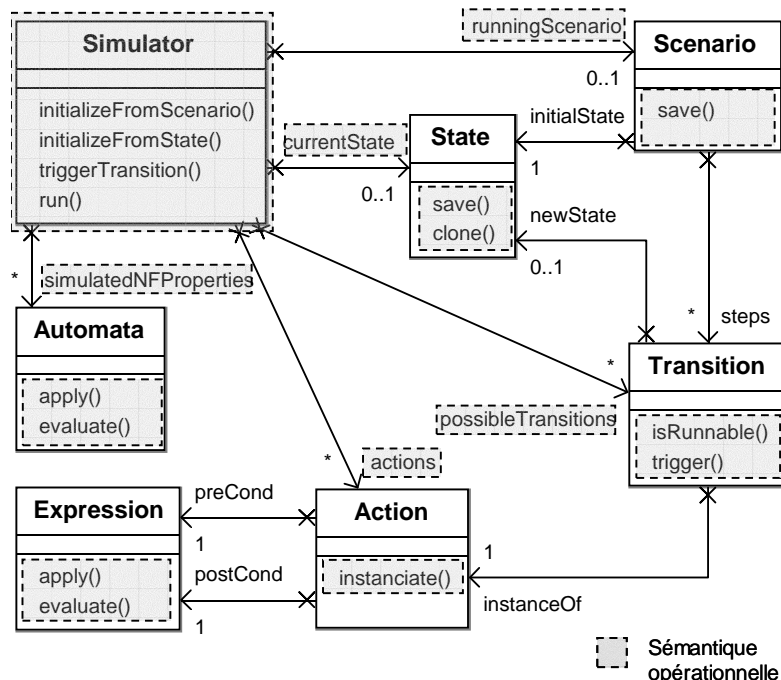 Simulator
initializeFromScenario()
initializeFromState()
triggerTransition()
run()
runningScenario
0..1
Scenario
save()
currentState
0..1
State
save()
clone()
initialState
1
newState
0..1
*
simulatedNFProperties
Automata
apply()
evaluate()
*
steps
*
possibleTransitions
Transition
isRunnable()
trigger()
*
actions
Expression
apply()
evaluate()
preCond
1
postCond
1
Action
instanciate()
1
instanceOf
Sémantique
opérationnelle